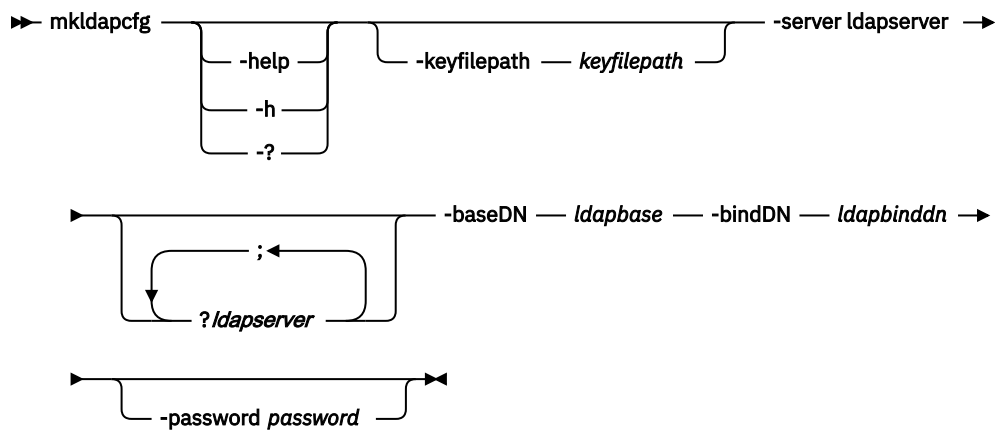 mkldapcfg -server ldapserver
-help -keyfilepath keyfilepath
-h
-?
-baseDN ldapbase -bindDN ldapbinddn
;
?ldapserver
-password password